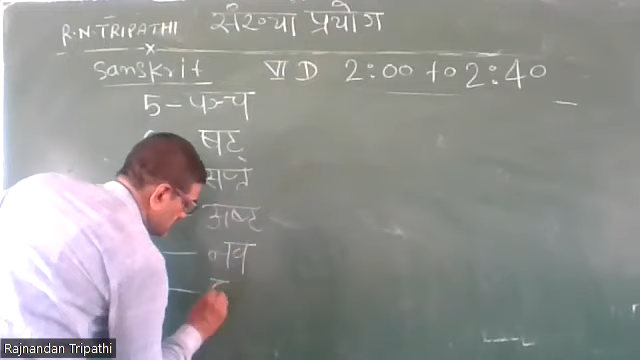 R.N. TRIPATHI संख्या प्रयोग
Sanskrit VI D 2:00 to 2:40
5 – पञ्च
षट्
सप्त
अष्ट
— नव
—
Rajnandan Tripathi